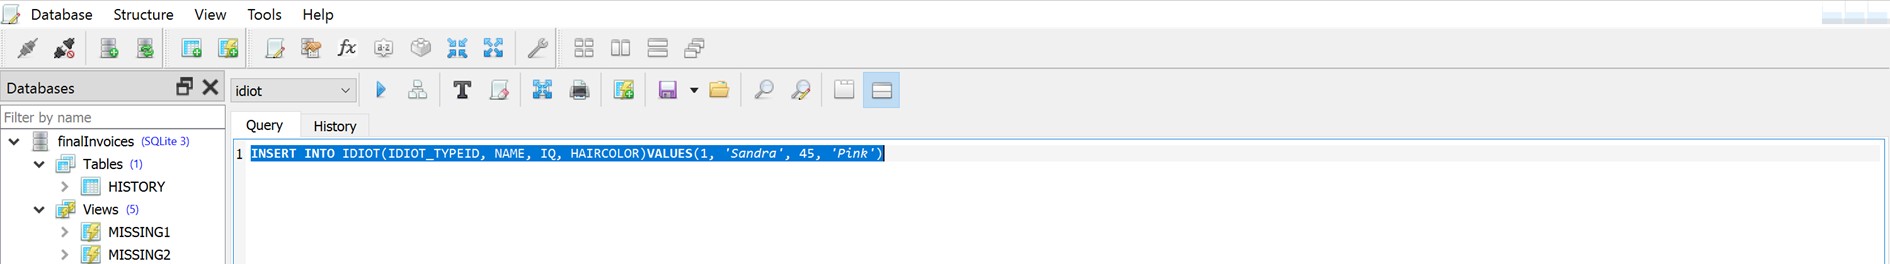 Database Structure View Tools Help
Databases
idiot
Filter by name
Query History
finalInvoices (SQLite 3)
1 INSERT INTO IDIOT(IDIOT_TYPEID, NAME, IQ, HAIRCOLOR)VALUES(1, 'Sandra', 45, 'Pink')
Tables (1)
HISTORY
Views (5)
MISSING1
MISSING2